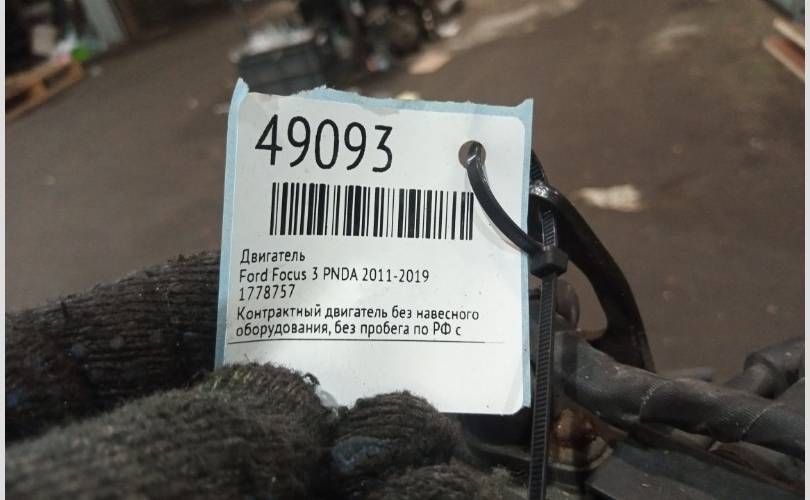 49093
Двигатель
Ford Focus 3 PNDA 2011-2019
1778757
Контрактный двигатель без навесного
оборудования, без пробега по РФ с